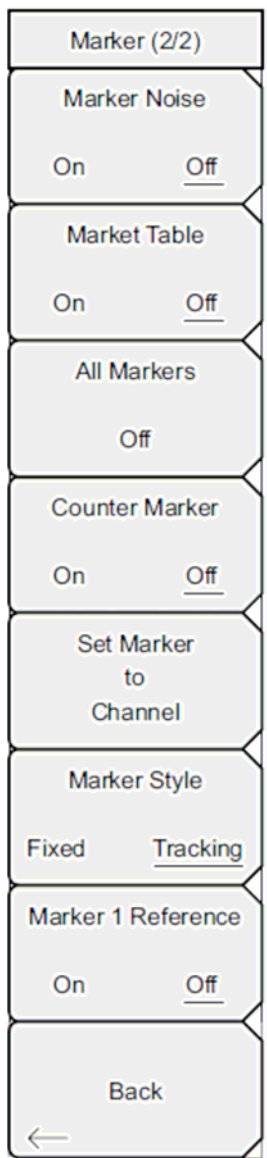 Marker (2/2)
Marker Noise
On Off
Market Table
On Off
All Markers
Off
Counter Marker
On Off
Set Marker
to
Channel
Marker Style
Fixed Tracking
Marker 1 Reference
On Off
Back